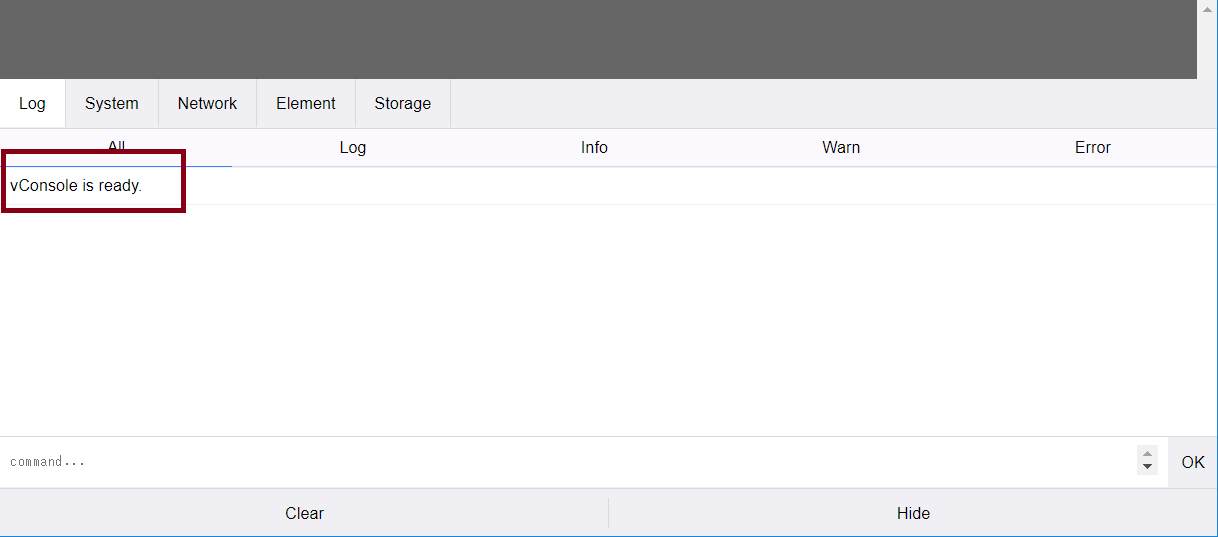 Log System Network Element Storage
All Log Info Warn Error
vConsole is ready.
command... OK
Clear Hide